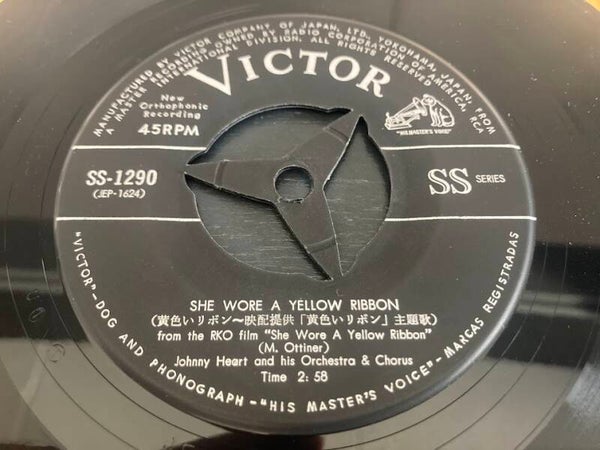 MANUFACTURED BY VICTOR COMPANY OF JAPAN, LTD. YOKOHAMA, JAPAN, FROM
A MASTER RECORDING OWNED BY RADIO CORPORATION OF AMERICA, RCA
INTERNATIONAL DIVISION. ALL RIGHTS RESERVED
VICTOR
New
Orthophonic
Recording
45RPM
"HIS MASTER'S VOICE"
SS-1290
(JEP-1624)
SS SERIES
SHE WORE A YELLOW RIBBON
(黄色いリボン〜映配提供「黄色いリボン」主題歌)
from the RKO film "She Wore A Yellow Ribbon"
(M. Ottiner)
Johnny Heart and his Orchestra & Chorus
Time 2:58
"VICTOR"-DOG AND PHONOGRAPH-"HIS MASTER'S VOICE"-MARCAS REGISTRADAS